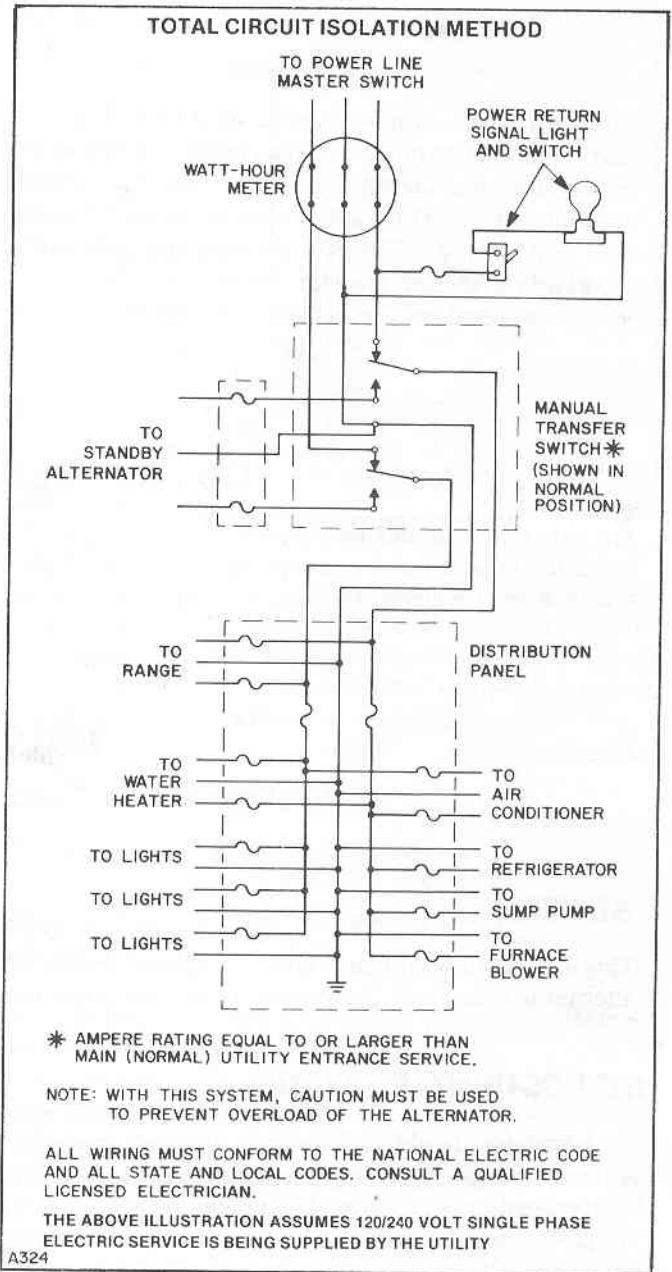 TOTAL CIRCUIT ISOLATION METHOD
TO POWER LINE
MASTER SWITCH
POWER RETURN
SIGNAL LIGHT
AND SWITCH
WATT-HOUR
METER
TO
STANDBY
ALTERNATOR
MANUAL
TRANSFER
SWITCH*
(SHOWN IN
NORMAL
POSITION)
TO
RANGE
DISTRIBUTION
PANEL
TO
WATER
HEATER
TO
AIR
CONDITIONER
TO LIGHTS
TO
REFRIGERATOR
TO LIGHTS
TO
SUMP PUMP
TO LIGHTS
TO
FURNACE
BLOWER
* AMPERE RATING EQUAL TO OR LARGER THAN
MAIN (NORMAL) UTILITY ENTRANCE SERVICE.
NOTE: WITH THIS SYSTEM, CAUTION MUST BE USED
TO PREVENT OVERLOAD OF THE ALTERNATOR.
ALL WIRING MUST CONFORM TO THE NATIONAL ELECTRIC CODE
AND ALL STATE AND LOCAL CODES. CONSULT A QUALIFIED
LICENSED ELECTRICIAN.
THE ABOVE ILLUSTRATION ASSUMES 120/240 VOLT SINGLE PHASE
ELECTRIC SERVICE IS BEING SUPPLIED BY THE UTILITY
A324